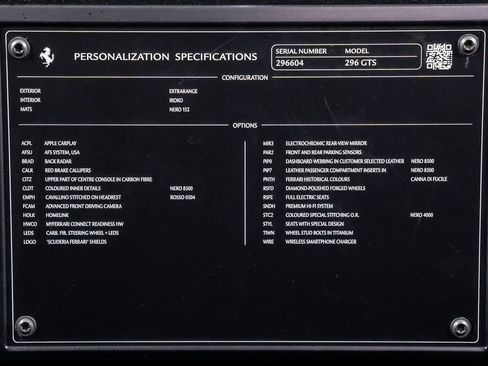 PERSONALIZATION SPECIFICATIONS
SERIAL NUMBER MODEL
296604 296 GTS
CONFIGURATION
EXTERIOR EXTRARANGE
INTERIOR IROKO
MATS NERO 152
OPTIONS
ACPL APPLE CARPLAY
AFSU AFS SYSTEM, USA
BRAD BACK RADAR
CALR RED BRAKE CALLIPERS
CITZ UPPER PART OF CENTRE CONSOLE IN CARBON FIBRE
CLDT COLOURED INNER DETAILS NERO 8500
EMPH CAVALLINO STITCHED ON HEADREST ROSSO 0504
FCAM ADVANCED FRONT DRIVING CAMERA
HOLK HOMELINK
HWCO MYFERRARI CONNECT READINESS HW
LEDS CARB. FIB. STEERING WHEEL + LEDS
LOGO "SCUDERIA FERRARI" SHIELDS
MIR3 ELECTROCHROMIC REAR-VIEW MIRROR
PAR2 FRONT AND REAR PARKING SENSORS
PIP0 DASHBOARD WEBBING IN CUSTOMER SELECTED LEATHER NERO 8500
PIP7 LEATHER PASSENGER COMPARTMENT INSERTS IN NERO 8500
PNTH FERRARI HISTORICAL COLOURS CANNA DI FUCILE
RSFD DIAMOND-POLISHED FORGED WHEELS
RSFE FULL ELECTRIC SEATS
SNDH PREMIUM HI-FI SYSTEM
STC2 COLOURED SPECIAL STITCHING O.R. NERO 4000
STYL SEATS WITH SPECIAL DESIGN
TIWN WHEEL STUD BOLTS IN TITANIUM
WIRE WIRELESS SMARTPHONE CHARGER